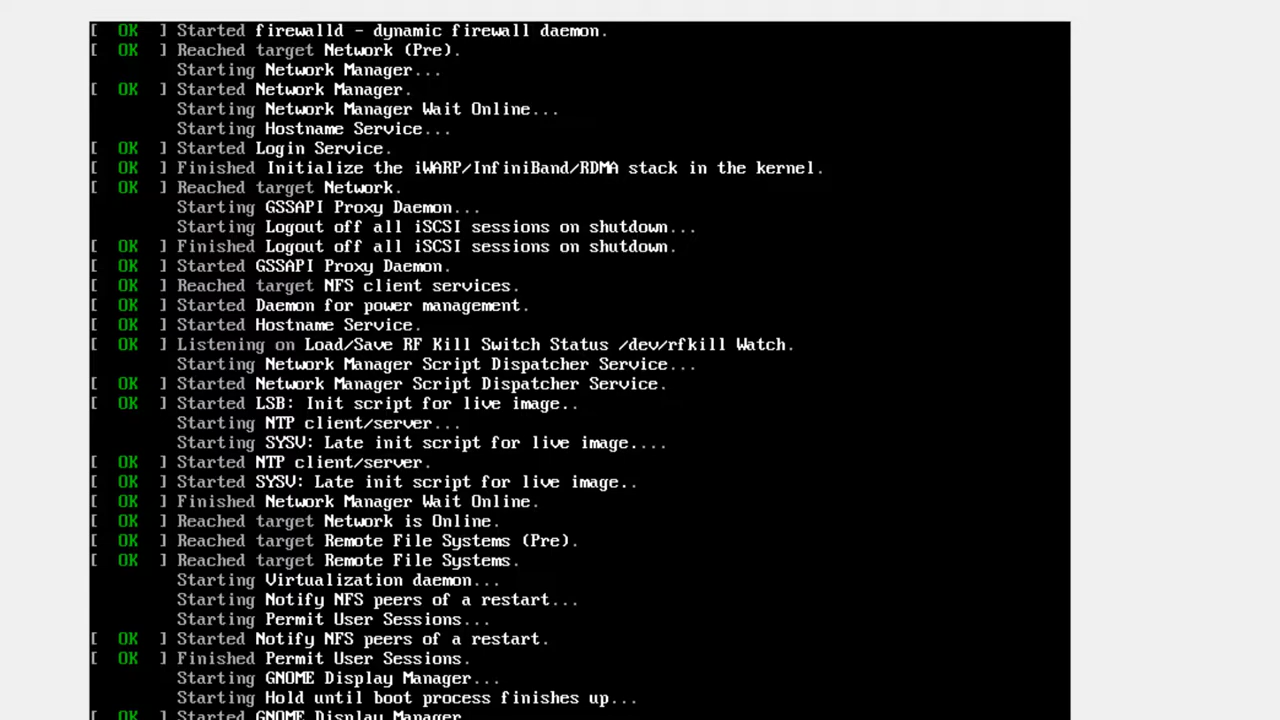 [  OK  ] Started firewalld - dynamic firewall daemon.
[  OK  ] Reached target Network (Pre).
Starting Network Manager...
[  OK  ] Started Network Manager.
Starting Network Manager Wait Online...
Starting Hostname Service...
[  OK  ] Started Login Service.
[  OK  ] Finished Initialize the iWARP/InfiniBand/RDMA stack in the kernel.
[  OK  ] Reached target Network.
Starting GSSAPI Proxy Daemon...
Starting Logout off all iSCSI sessions on shutdown...
[  OK  ] Finished Logout off all iSCSI sessions on shutdown.
[  OK  ] Started GSSAPI Proxy Daemon.
[  OK  ] Reached target NFS client services.
[  OK  ] Started Daemon for power management.
[  OK  ] Started Hostname Service.
[  OK  ] Listening on Load/Save RF Kill Switch Status /dev/rfkill Watch.
Starting Network Manager Script Dispatcher Service...
[  OK  ] Started Network Manager Script Dispatcher Service.
[  OK  ] Started LSB: Init script for live image..
Starting NTP client/server...
Starting SYSV: Late init script for live image....
[  OK  ] Started NTP client/server.
[  OK  ] Started SYSV: Late init script for live image..
[  OK  ] Finished Network Manager Wait Online.
[  OK  ] Reached target Network is Online.
[  OK  ] Reached target Remote File Systems (Pre).
[  OK  ] Reached target Remote File Systems.
Starting Virtualization daemon...
Starting Notify NFS peers of a restart...
Starting Permit User Sessions...
[  OK  ] Started Notify NFS peers of a restart.
[  OK  ] Finished Permit User Sessions.
Starting GNOME Display Manager...
Starting Hold until boot process finishes up...
[  OK  ] Started GNOME Display Manager.